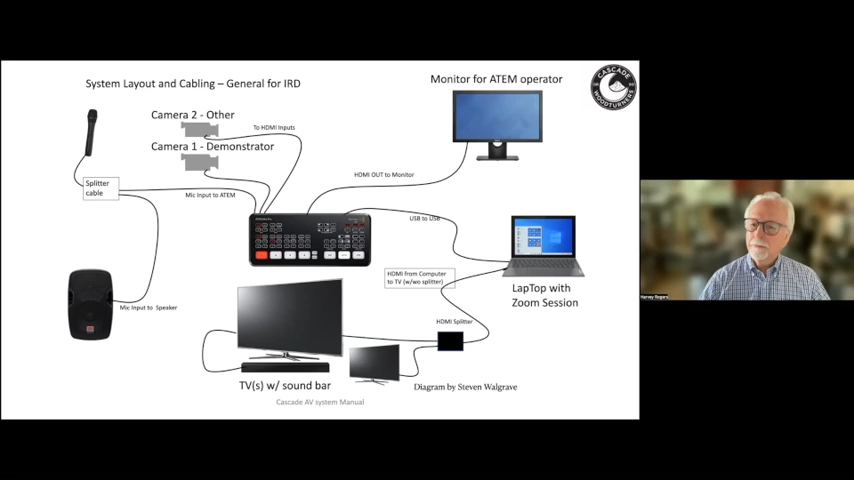 System Layout and Cabling – General for IRD
Monitor for ATEM operator
CASCADE
WOODTURNERS
Camera 2 - Other
To HDMI Inputs
Camera 1 - Demonstrator
HDMI OUT to Monitor
Splitter
cable
Mic Input to ATEM
USB to USB
HDMI from Computer
to TV (w/wo splitter)
LapTop with
Zoom Session
Mic Input to Speaker
HDMI Splitter
TV(s) w/ sound bar
Diagram by Steven Walgrave
Cascade AV system Manual
Harvey Rogers